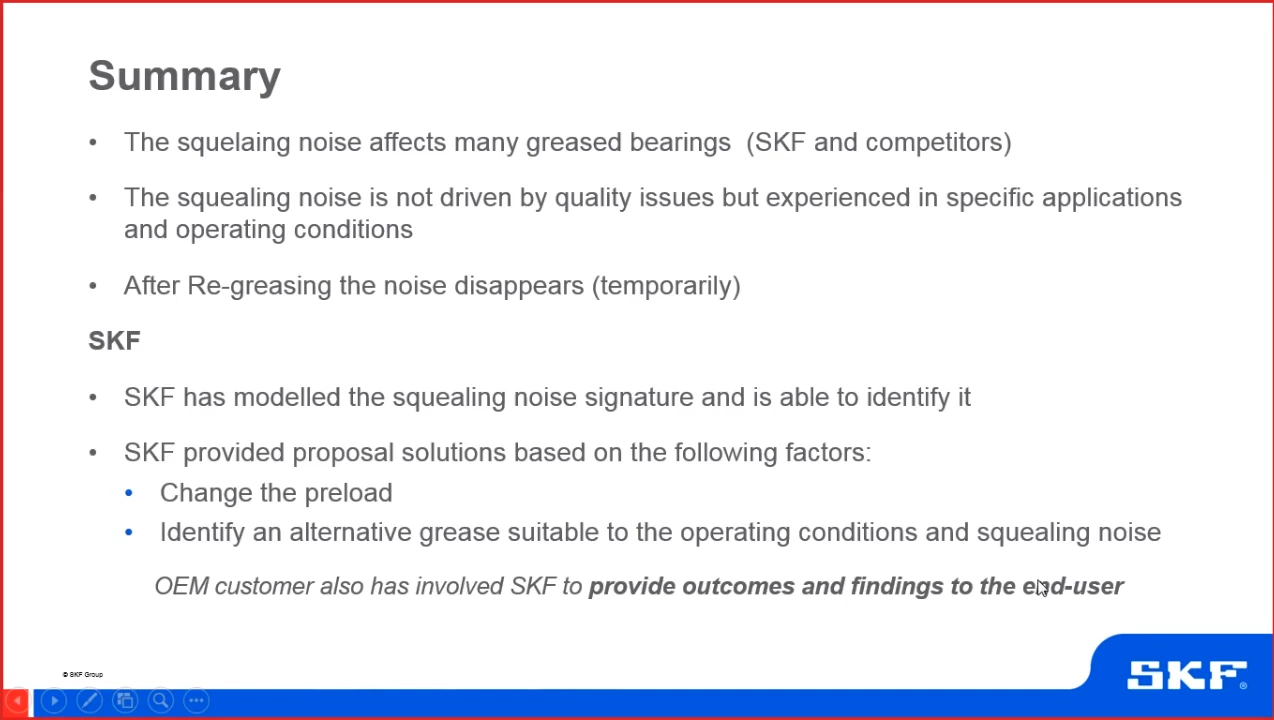 Summary
• The squelaing noise affects many greased bearings (SKF and competitors)
• The squealing noise is not driven by quality issues but experienced in specific applications
and operating conditions
• After Re-greasing the noise disappears (temporarily)
SKF
• SKF has modelled the squealing noise signature and is able to identify it
• SKF provided proposal solutions based on the following factors:
• Change the preload
• Identify an alternative grease suitable to the operating conditions and squealing noise
OEM customer also has involved SKF to provide outcomes and findings to the end-user
© SKF Group
SKF®